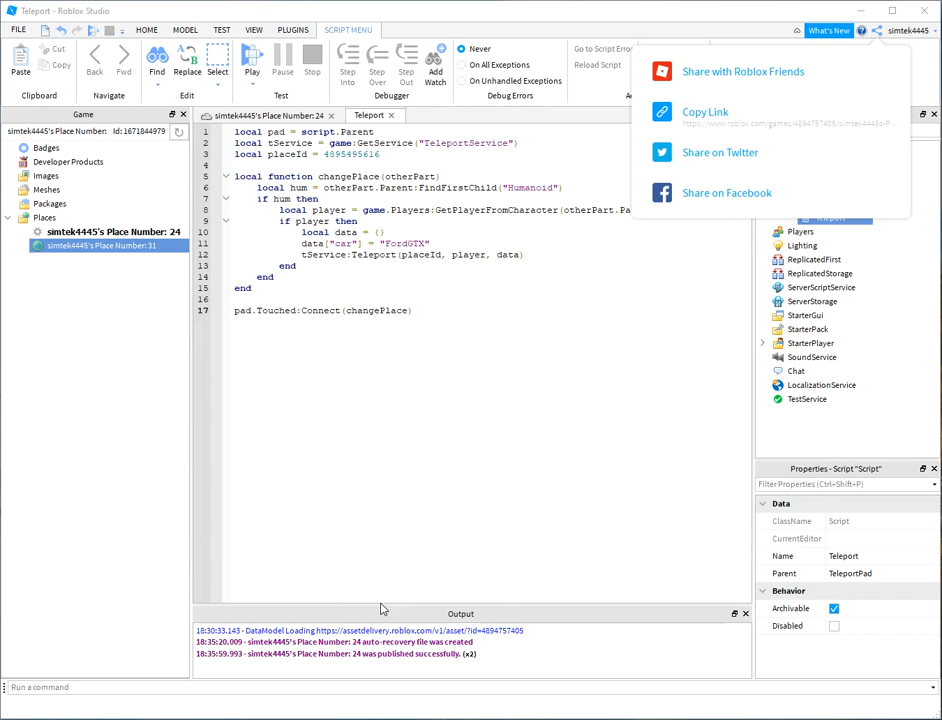 Teleport - Roblox Studio
FILE HOME MODEL TEST VIEW PLUGINS SCRIPT MENU What's New simtek4445
Paste Cut Copy Back Fwd Find Replace Select Play Pause Stop Step Into Step Over Step Out Add Watch
Never
On All Exceptions
On Unhandled Exceptions
Go to Script Error
Reload Script
Clipboard Navigate Edit Test Debugger Debug Errors
Share with Roblox Friends
Copy Link
https://www.roblox.com/games/4894757405/simtek4445s-P...
Share on Twitter
Share on Facebook
Game
simtek4445's Place Number: Id:1671844979
Badges
Developer Products
Images
Meshes
Packages
Places
simtek4445's Place Number: 24
simtek4445's Place Number: 31
simtek4445's Place Number: 24 Teleport
1 local pad = script.Parent
2 local tService = game:GetService("TeleportService")
3 local placeId = 4895495616
4
5 local function changePlace(otherPart)
6 local hum = otherPart.Parent:FindFirstChild("Humanoid")
7 if hum then
8 local player = game.Players:GetPlayerFromCharacter(otherPart.Pa
9 if player then
10 local data = {}
11 data["car"] = "FordGTX"
12 tService:Teleport(placeId, player, data)
13 end
14 end
15 end
16
17 pad.Touched:Connect(changePlace)
Teleport
Players
Lighting
ReplicatedFirst
ReplicatedStorage
ServerScriptService
ServerStorage
StarterGui
StarterPack
StarterPlayer
SoundService
Chat
LocalizationService
TestService
Properties - Script "Script"
Filter Properties (Ctrl+Shift+P)
Data
ClassName Script
CurrentEditor
Name Teleport
Parent TeleportPad
Behavior
Archivable
Disabled
Output
18:30:33.143 - DataModel Loading https://assetdelivery.roblox.com/v1/asset/?id=4894757405
18:35:20.009 - simtek4445's Place Number: 24 auto-recovery file was created
18:35:59.993 - simtek4445's Place Number: 24 was published successfully. (x2)
Run a command